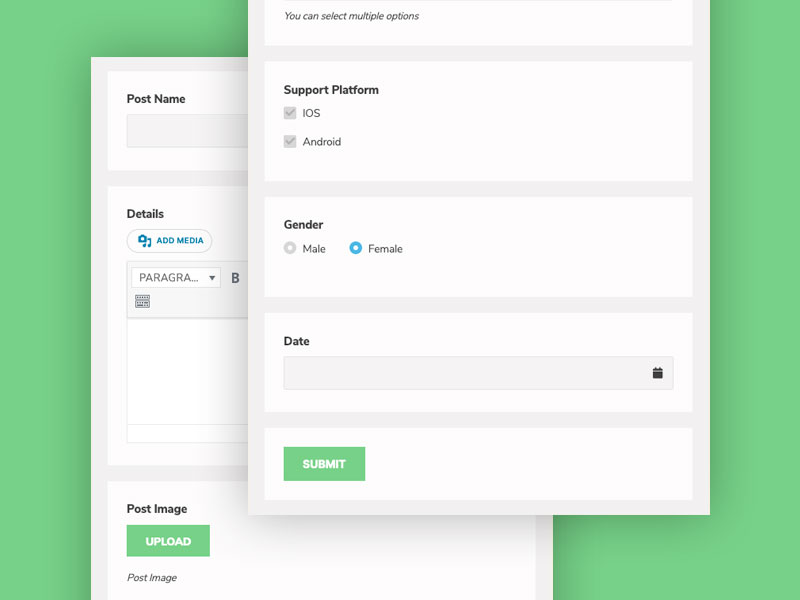 Post Name
Details
ADD MEDIA
PARAGRA...
B
Post Image
UPLOAD
Post Image
You can select multiple options
Support Platform
IOS
Android
Gender
Male
Female
Date
SUBMIT